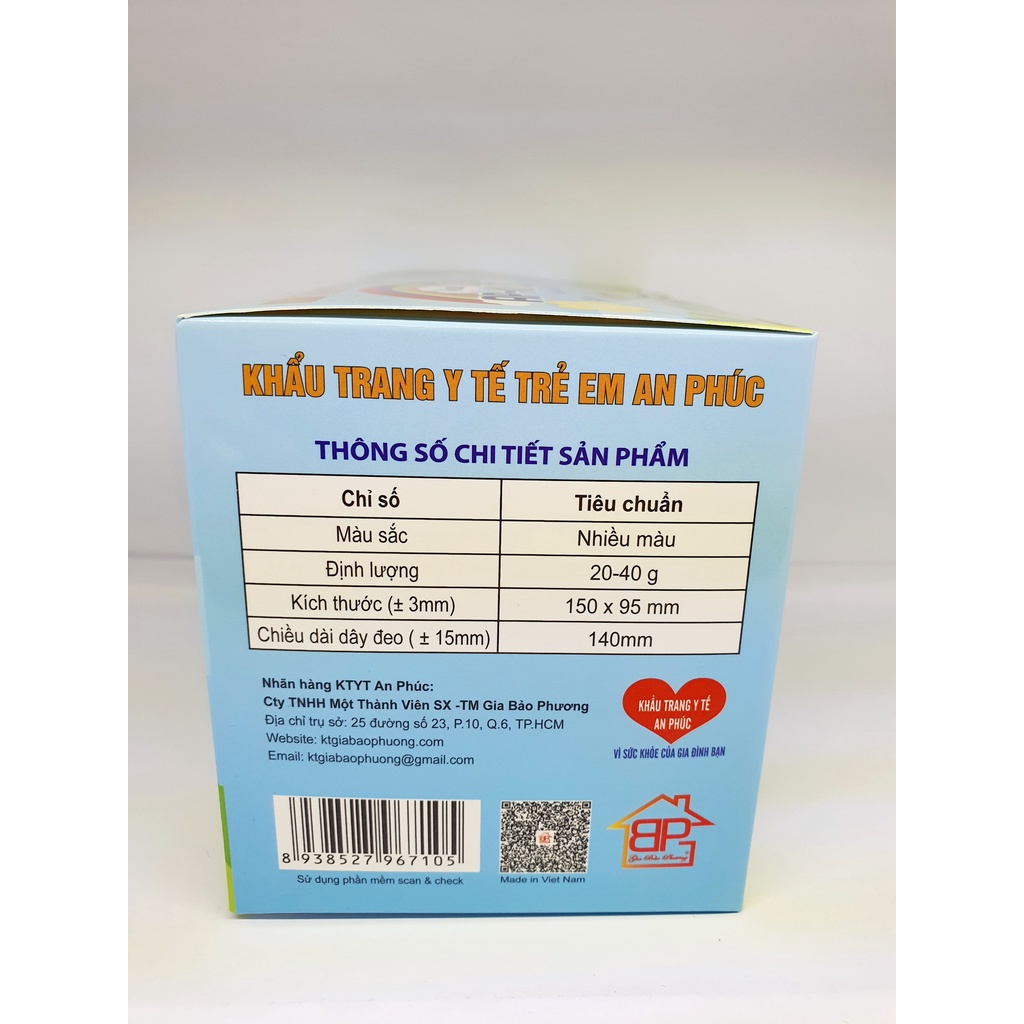 KHẨU TRANG Y TẾ TRẺ EM AN PHÚC
THÔNG SỐ CHI TIẾT SẢN PHẨM
Chỉ số Tiêu chuẩn
Màu sắc Nhiều màu
Định lượng 20-40 g
Kích thước (± 3mm) 150 x 95 mm
Chiều dài dây đeo ( ± 15mm) 140mm
Nhãn hàng KTYT An Phúc:
Cty TNHH Một Thành Viên SX -TM Gia Bảo Phương
Địa chỉ trụ sở: 25 đường số 23, P.10, Q.6, TP.HCM
Website: ktgiabaophuong.com
Email: ktgiabaophuong@gmail.com
KHẨU TRANG Y TẾ
AN PHÚC
VÌ SỨC KHỎE CỦA GIA ĐÌNH BẠN
8 938527 967105
Sử dụng phần mềm scan & check
Made in Viet Nam
BP
Gia Bảo Phương